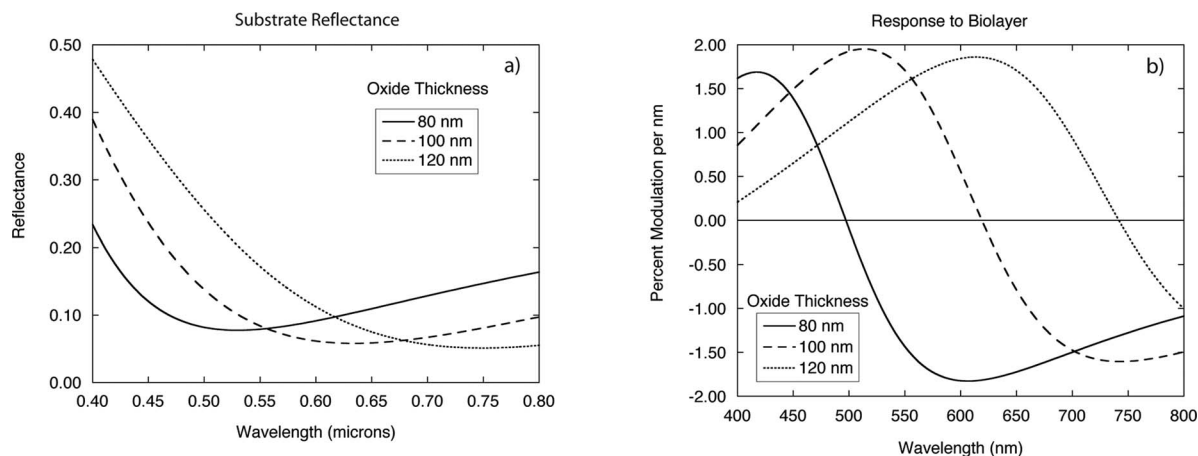 Substrate Reflectance
a)
Oxide Thickness
80 nm
100 nm
120 nm
Reflectance
0.50
0.40
0.30
0.20
0.10
0.00
0.40 0.45 0.50 0.55 0.60 0.65 0.70 0.75 0.80
Wavelength (microns)
Response to Biolayer
b)
Percent Modulation per nm
2.00
1.50
1.00
0.50
0.00
-0.50
-1.00
-1.50
-2.00
Oxide Thickness
80 nm
100 nm
120 nm
400 450 500 550 600 650 700 750 800
Wavelength (nm)